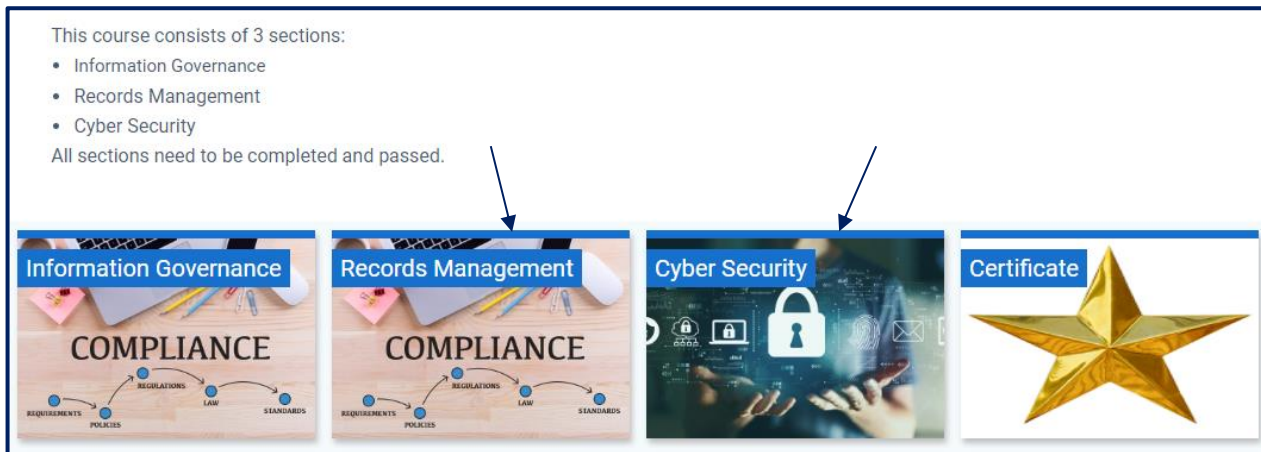 This course consists of 3 sections:
• Information Governance
• Records Management
• Cyber Security
All sections need to be completed and passed.
Information Governance
Records Management
Cyber Security
Certificate
COMPLIANCE
REGULATIONS
LAW
REQUIREMENTS
POLICIES
STANDARDS
COMPLIANCE
REGULATIONS
LAW
REQUIREMENTS
POLICIES
STANDARDS